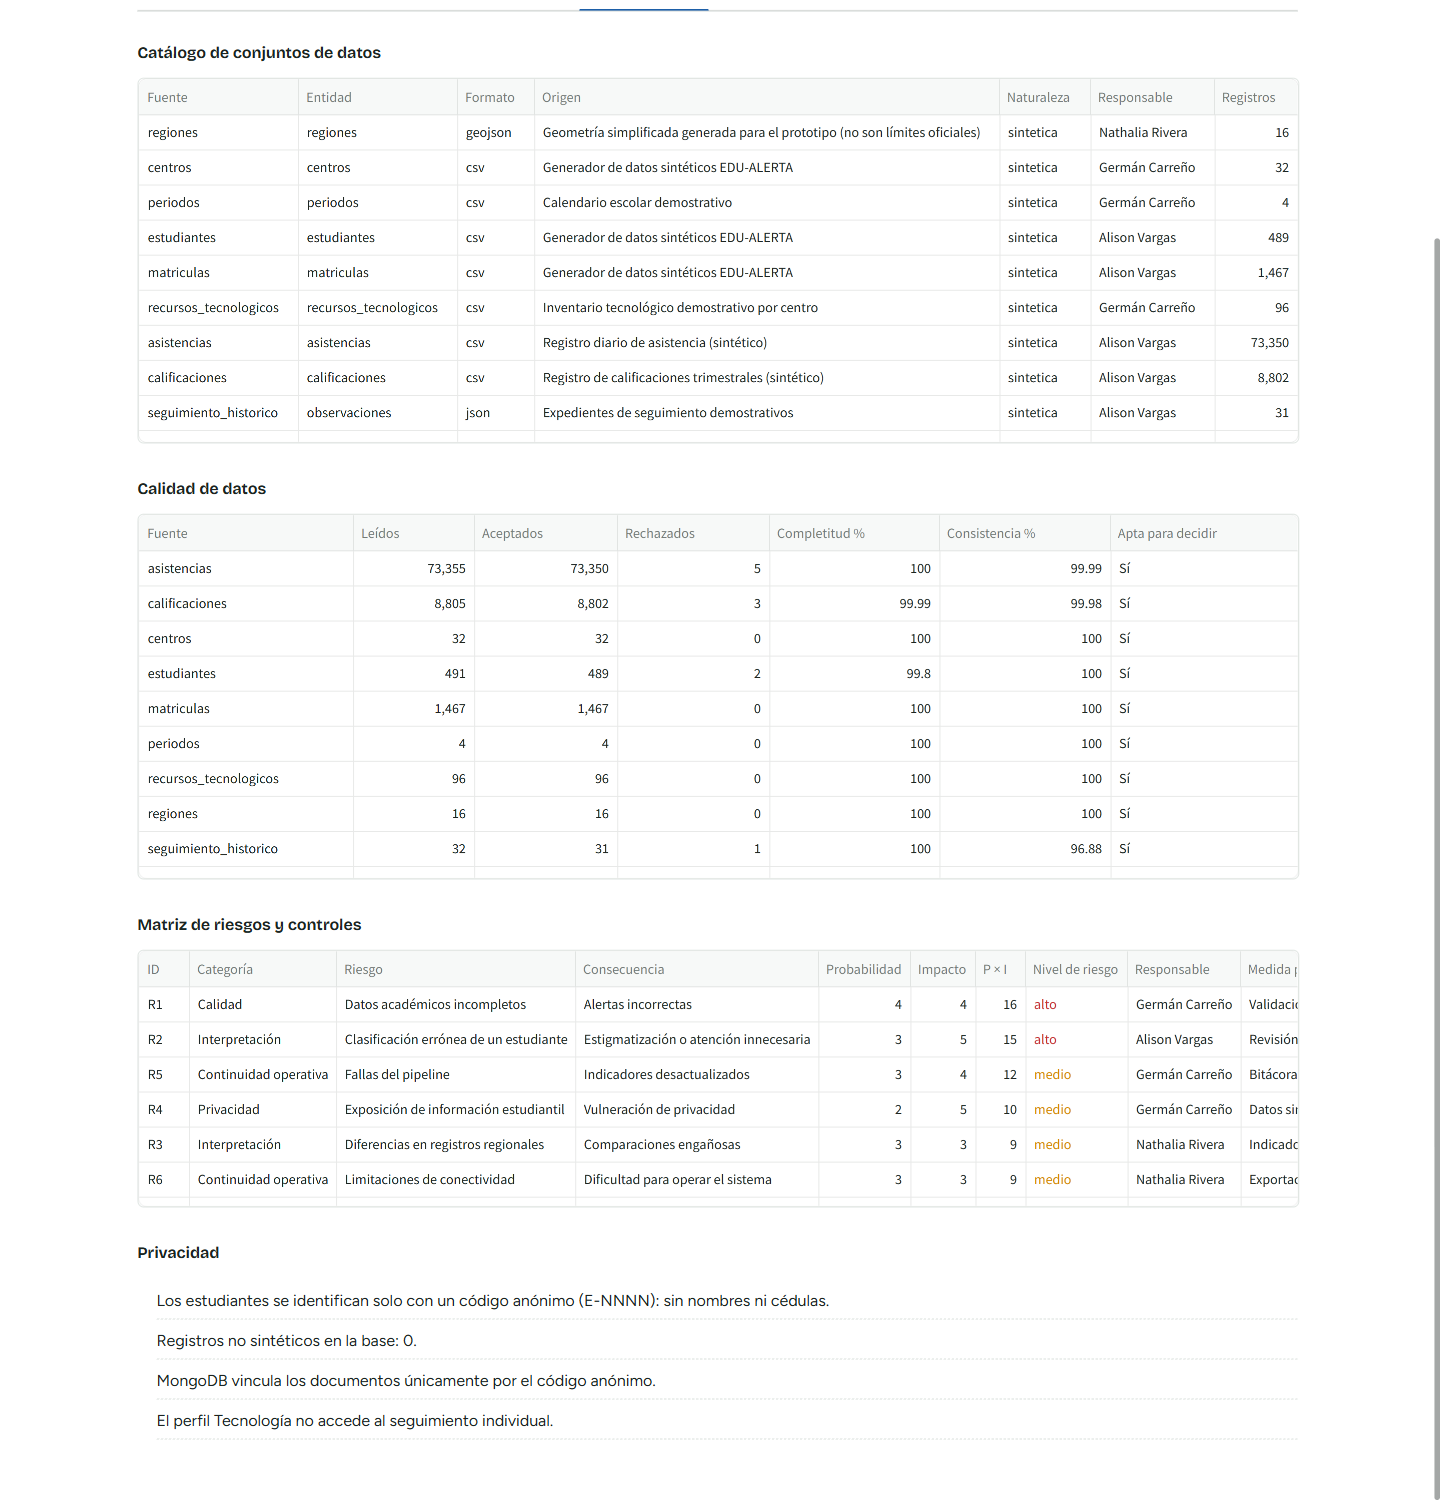 Catálogo de conjuntos de datos
Fuente Entidad Formato Origen Naturaleza Responsable Registros
regiones regiones geojson Geometría simplificada generada para el prototipo (no son límites oficiales) sintetica Nathalia Rivera 16
centros centros csv Generador de datos sintéticos EDU-ALERTA sintetica Germán Carreño 32
periodos periodos csv Calendario escolar demostrativo sintetica Germán Carreño 4
estudiantes estudiantes csv Generador de datos sintéticos EDU-ALERTA sintetica Alison Vargas 489
matriculas matriculas csv Generador de datos sintéticos EDU-ALERTA sintetica Alison Vargas 1,467
recursos_tecnologicos recursos_tecnologicos csv Inventario tecnológico demostrativo por centro sintetica Germán Carreño 96
asistencias asistencias csv Registro diario de asistencia (sintético) sintetica Alison Vargas 73,350
calificaciones calificaciones csv Registro de calificaciones trimestrales (sintético) sintetica Alison Vargas 8,802
seguimiento_historico observaciones json Expedientes de seguimiento demostrativos sintetica Alison Vargas 31
Calidad de datos
Fuente Leídos Aceptados Rechazados Completitud % Consistencia % Apta para decidir
asistencias 73,355 73,350 5 100 99.99 Sí
calificaciones 8,805 8,802 3 99.99 99.98 Sí
centros 32 32 0 100 100 Sí
estudiantes 491 489 2 99.8 100 Sí
matriculas 1,467 1,467 0 100 100 Sí
periodos 4 4 0 100 100 Sí
recursos_tecnologicos 96 96 0 100 100 Sí
regiones 16 16 0 100 100 Sí
seguimiento_historico 32 31 1 100 96.88 Sí
Matriz de riesgos y controles
ID Categoría Riesgo Consecuencia Probabilidad Impacto P × I Nivel de riesgo Responsable Medida
R1 Calidad Datos académicos incompletos Alertas incorrectas 4 4 16 alto Germán Carreño
R2 Interpretación Clasificación errónea de un estudiante Estigmatización o atención innecesaria 3 5 15 alto Alison Vargas Revisión
R5 Continuidad operativa Fallas del pipeline Indicadores desactualizados 3 4 12 medio Germán Carreño Bitácora
R4 Privacidad Exposición de información estudiantil Vulneración de privacidad 2 5 10 medio Germán Carreño Datos
R3 Interpretación Diferencias en registros regionales Comparaciones engañosas 3 3 9 medio Nathalia Rivera
R6 Continuidad operativa Limitaciones de conectividad Dificultad para operar el sistema 3 3 9 medio Nathalia Rivera
Privacidad
Los estudiantes se identifican solo con un código anónimo (E-NNNN): sin nombres ni cédulas.
Registros no sintéticos en la base: 0.
MongoDB vincula los documentos únicamente por el código anónimo.
El perfil Tecnología no accede al seguimiento individual.